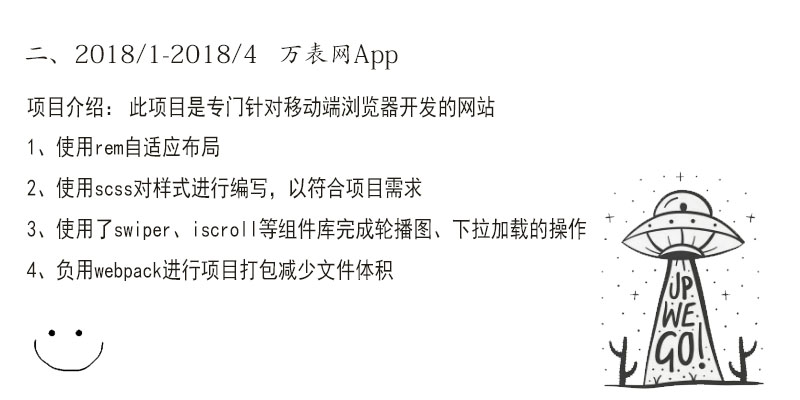 二、2018/1-2018/4 万表网App
项目介绍： 此项目是专门针对移动端浏览器开发的网站
1、使用rem自适应布局
2、使用scss对样式进行编写，以符合项目需求
3、使用了swiper、iscroll等组件库完成轮播图、下拉加载的操作
4、负用webpack进行项目打包减少文件体积
UP
WE
GO!